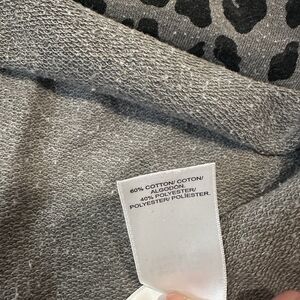 60% COTTON/ COTON/
ALGODÓN
40% POLYESTER/
POLYESTER/ POLIÉSTER.